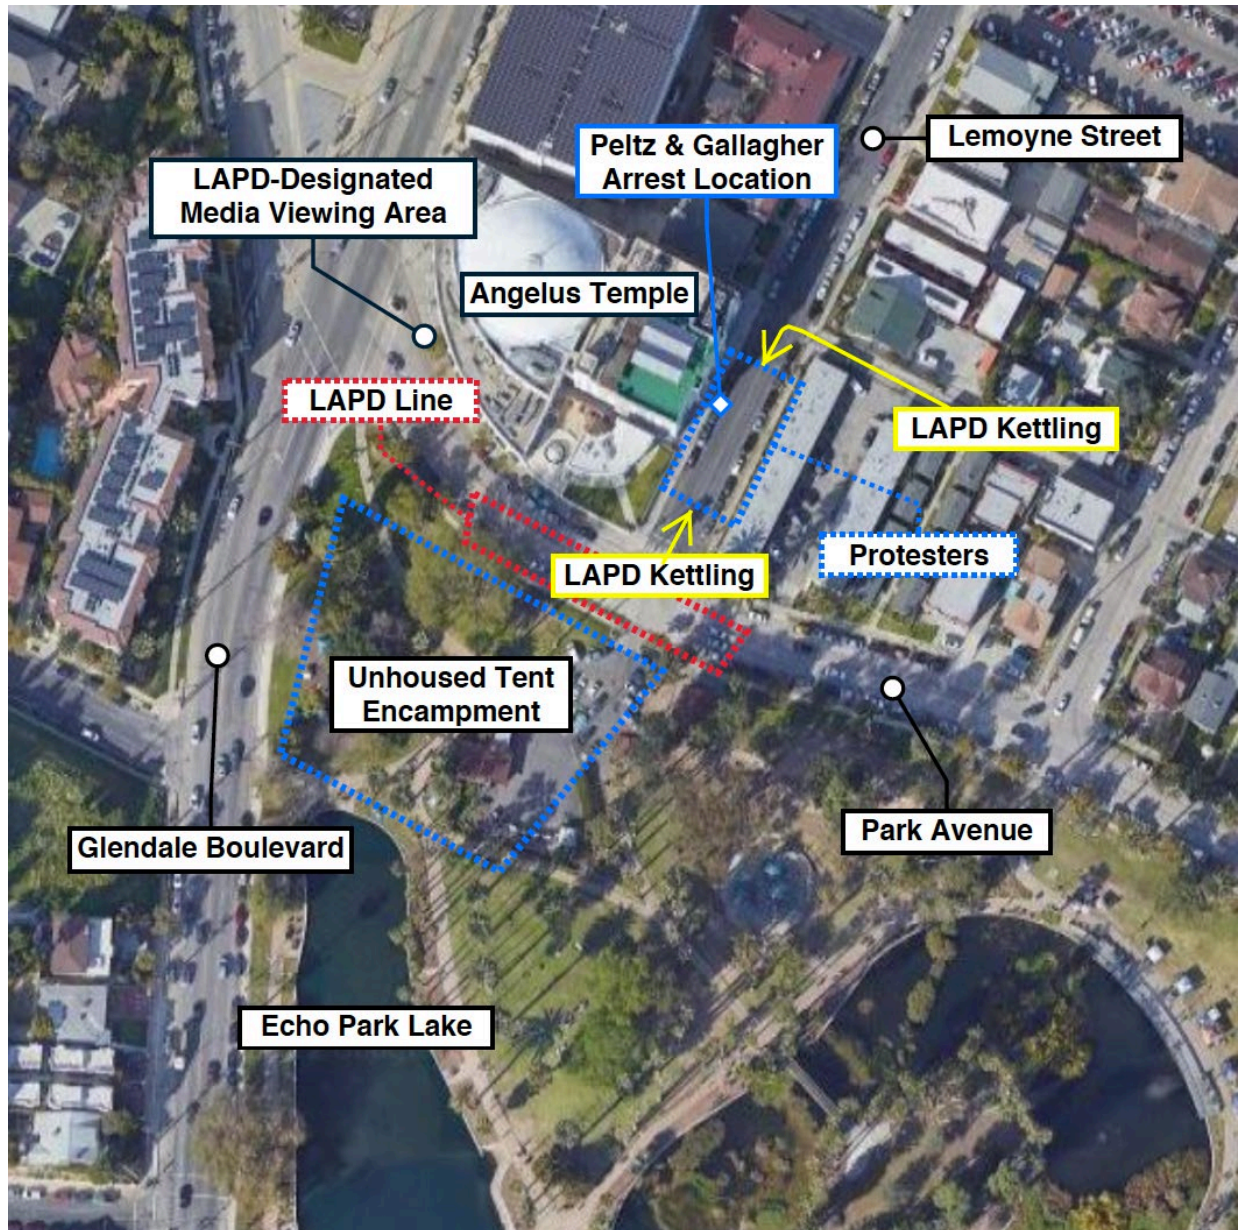 Lemoyne Street
Peltz & Gallagher
Arrest Location
LAPD-Designated
Media Viewing Area
Angelus Temple
LAPD Line
LAPD Kettling
Protesters
LAPD Kettling
Unhoused Tent
Encampment
Park Avenue
Glendale Boulevard
Echo Park Lake